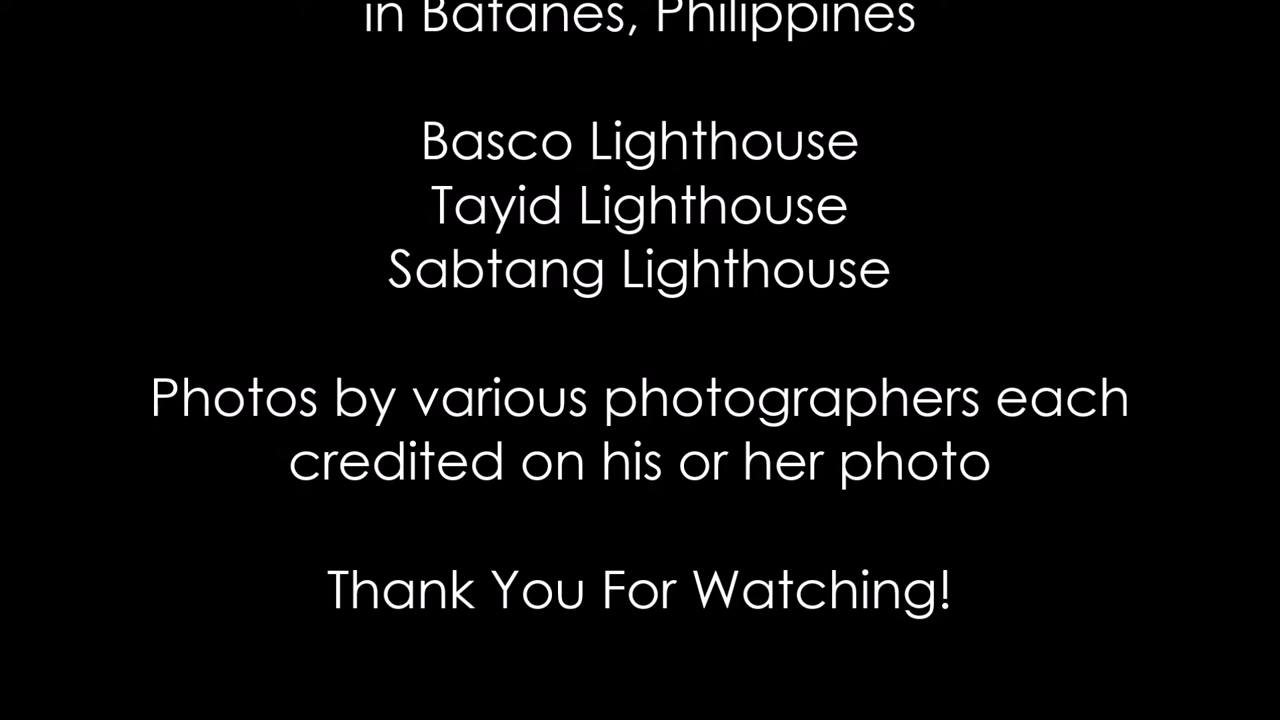 in Batanes, Philippines
Basco Lighthouse
Tayid Lighthouse
Sabtang Lighthouse
Photos by various photographers each
credited on his or her photo
Thank You For Watching!